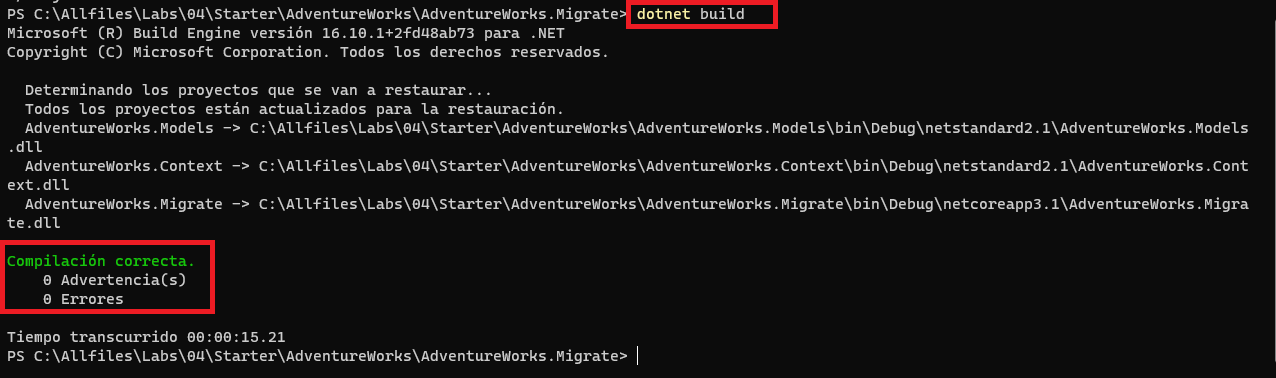 PS C:\Allfiles\Labs\04\Starter\AdventureWorks\AdventureWorks.Migrate> dotnet build
Microsoft (R) Build Engine versión 16.10.1+2fd48ab73 para .NET
Copyright (C) Microsoft Corporation. Todos los derechos reservados.
Determinando los proyectos que se van a restaurar...
Todos los proyectos están actualizados para la restauración.
AdventureWorks.Models -> C:\Allfiles\Labs\04\Starter\AdventureWorks\AdventureWorks.Models\bin\Debug\netstandard2.1\AdventureWorks.Models
.dll
AdventureWorks.Context -> C:\Allfiles\Labs\04\Starter\AdventureWorks\AdventureWorks.Context\bin\Debug\netstandard2.1\AdventureWorks.Cont
ext.dll
AdventureWorks.Migrate -> C:\Allfiles\Labs\04\Starter\AdventureWorks\AdventureWorks.Migrate\bin\Debug\netcoreapp3.1\AdventureWorks.Migra
te.dll
Compilación correcta.
0 Advertencia(s)
0 Errores
Tiempo transcurrido 00:00:15.21
PS C:\Allfiles\Labs\04\Starter\AdventureWorks\AdventureWorks.Migrate>